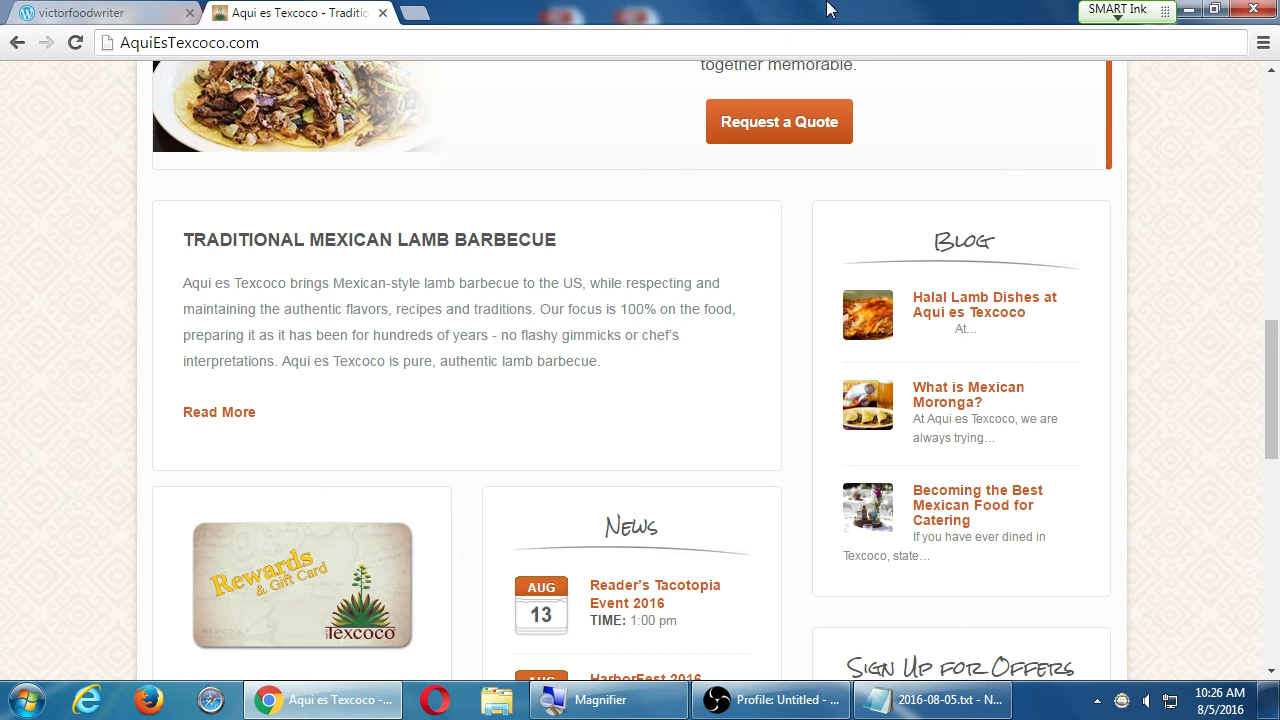 victorfoodwriter
Aqui es Texcoco - Traditio
SMART Ink
AquiEsTexcoco.com
together memorable.
Request a Quote
TRADITIONAL MEXICAN LAMB BARBECUE
Aqui es Texcoco brings Mexican-style lamb barbecue to the US, while respecting and
maintaining the authentic flavors, recipes and traditions. Our focus is 100% on the food,
preparing it as it has been for hundreds of years - no flashy gimmicks or chef's
interpretations. Aqui es Texcoco is pure, authentic lamb barbecue.
Read More
Blog
Halal Lamb Dishes at
Aqui es Texcoco
At...
What is Mexican
Moronga?
At Aqui es Texcoco, we are
always trying...
Becoming the Best
Mexican Food for
Catering
If you have ever dined in
Texcoco, state...
Rewards
& Gift Card
Texcoco
News
AUG
13
Reader's Tacotopia
Event 2016
TIME: 1:00 pm
AUG
HarborFest 2016
Sign Up for Offers
Aqui es Texcoco -...
Magnifier
Profile: Untitled - ...
2016-08-05.txt - N...
10:26 AM
8/5/2016